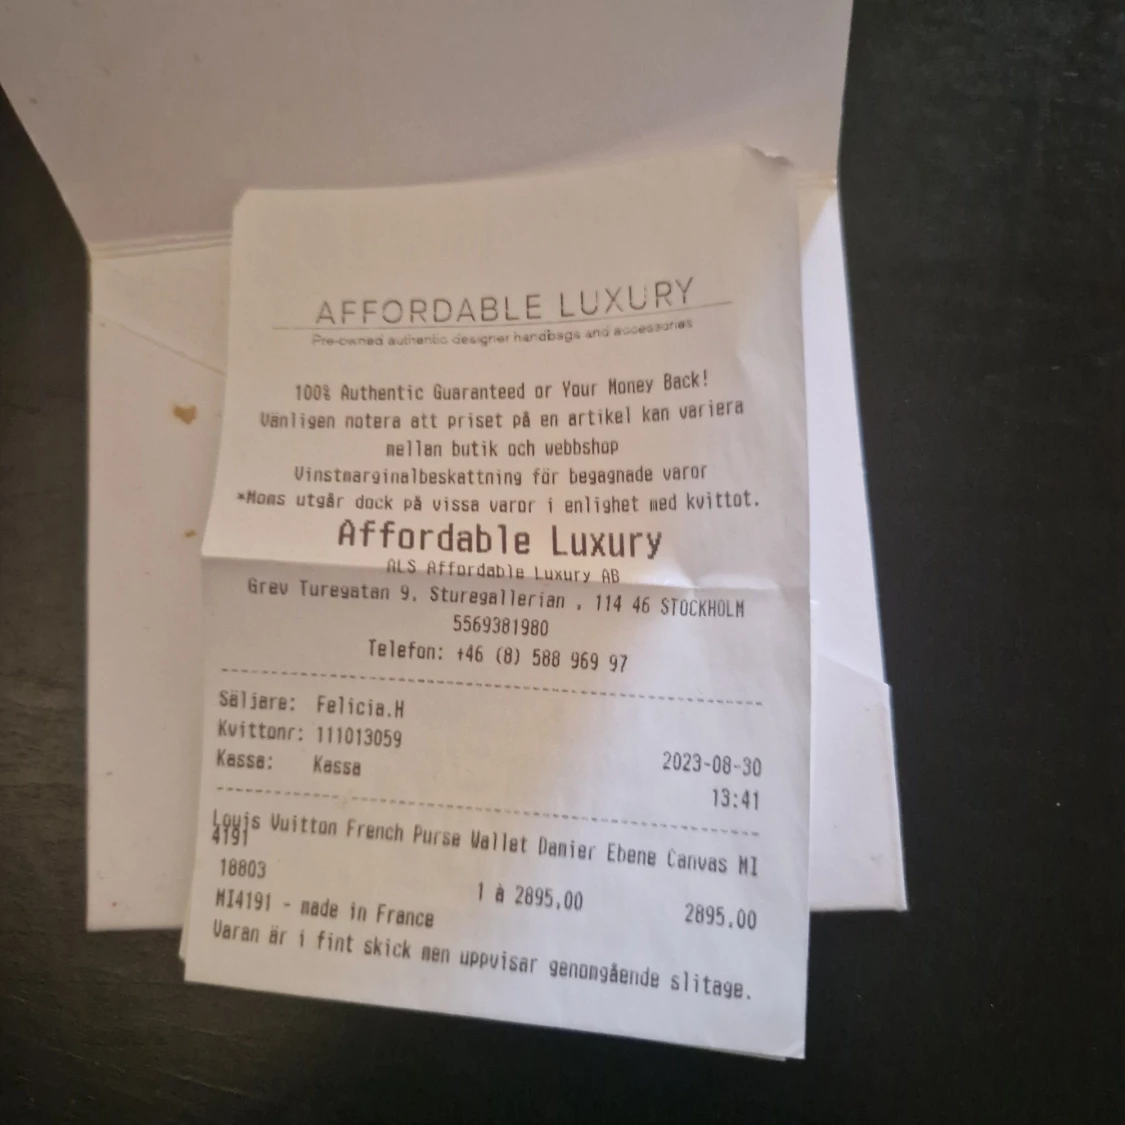 AFFORDABLE LUXURY
Pre-owned authentic designer handbags and accessories
100% Authentic Guaranteed or Your Money Back!
Vänligen notera att priset på en artikel kan variera
mellan butik och webbshop
Vinstmarginalbeskattning för begagnade varor
*Moms utgår dock på vissa varor i enlighet med kvittot.
Affordable Luxury
ALS Affordable Luxury AB
Grev Turegatan 9, Sturegallerian , 114 46 STOCKHOLM
5569381980
Telefon: +46 (8) 588 969 97
Säljare: Felicia.H
Kvittonr: 111013059
Kassa: Kassa
2023-08-30
13:41
Louis Vuitton French Purse Wallet Damier Ebene Canvas MI
4191
18803
1 à 2895,00 2895,00
MI4191 - made in France
Varan är i fint skick men uppvisar genomgående slitage.